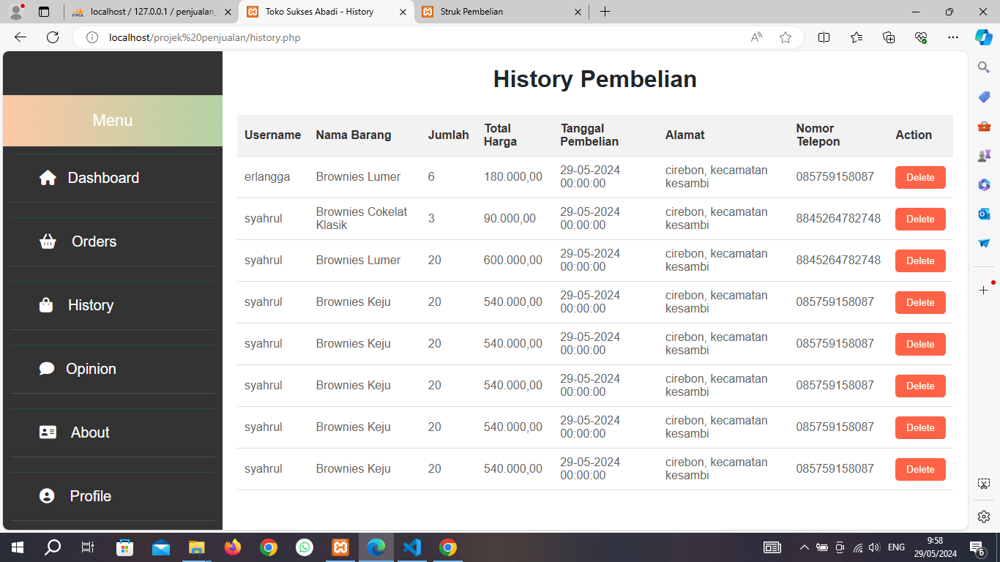 localhost / 127.0.0.1 / penjualan_
Toko Sukses Abadi - History
Struk Pembelian
localhost/projek%20penjualan/history.php
Menu
Dashboard
Orders
History
Opinion
About
Profile
History Pembelian
Username Nama Barang Jumlah Total Harga Tanggal Pembelian Alamat Nomor Telepon Action
erlangga Brownies Lumer 6 180.000,00 29-05-2024 00:00:00 cirebon, kecamatan kesambi 085759158087 Delete
syahrul Brownies Cokelat Klasik 3 90.000,00 29-05-2024 00:00:00 cirebon, kecamatan kesambi 8845264782748 Delete
syahrul Brownies Lumer 20 600.000,00 29-05-2024 00:00:00 cirebon, kecamatan kesambi 8845264782748 Delete
syahrul Brownies Keju 20 540.000,00 29-05-2024 00:00:00 cirebon, kecamatan kesambi 085759158087 Delete
syahrul Brownies Keju 20 540.000,00 29-05-2024 00:00:00 cirebon, kecamatan kesambi 085759158087 Delete
syahrul Brownies Keju 20 540.000,00 29-05-2024 00:00:00 cirebon, kecamatan kesambi 085759158087 Delete
syahrul Brownies Keju 20 540.000,00 29-05-2024 00:00:00 cirebon, kecamatan kesambi 085759158087 Delete
syahrul Brownies Keju 20 540.000,00 29-05-2024 00:00:00 cirebon, kecamatan kesambi 085759158087 Delete
ENG
9:58
29/05/2024
6